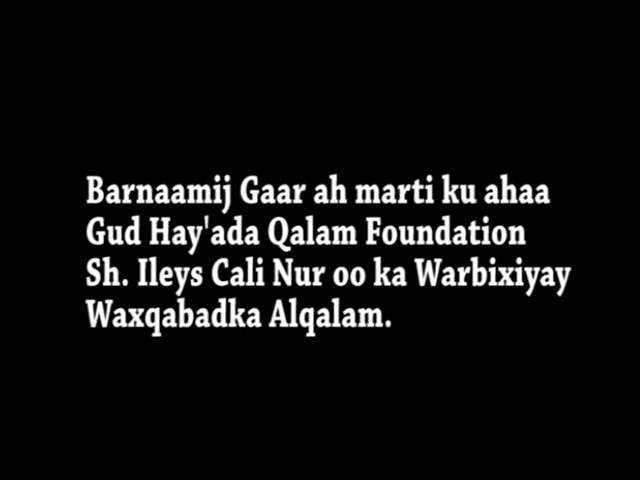 Barnaamij Gaar ah marti ku ahaa
Gud Hay'ada Qalam Foundation
Sh. Ileys Cali Nur oo ka Warbixiyay
Waxqabadka Alqalam.